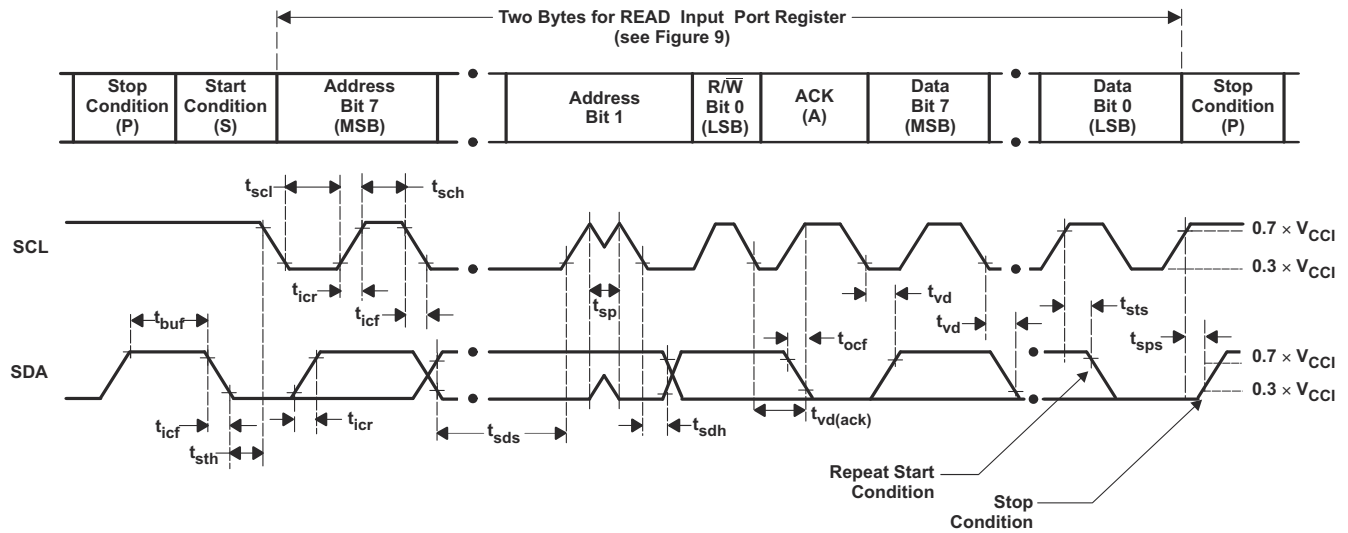 Two Bytes for READ Input Port Register
(see Figure 9)
Stop
Condition
(P)
Start
Condition
(S)
Address
Bit 7
(MSB)
Address
Bit 1
R/W̅
Bit 0
(LSB)
ACK
(A)
Data
Bit 7
(MSB)
Data
Bit 0
(LSB)
Stop
Condition
(P)
tscl
tsch
0.7 × VCCI
SCL
0.3 × VCCI
ticr
ticf
tsp
tvd
tvd
tsts
tbuf
tocf
tsps
0.7 × VCCI
SDA
0.3 × VCCI
ticf
ticr
tsth
tsds
tsdh
tvd(ack)
Repeat Start
Condition
Stop
Condition